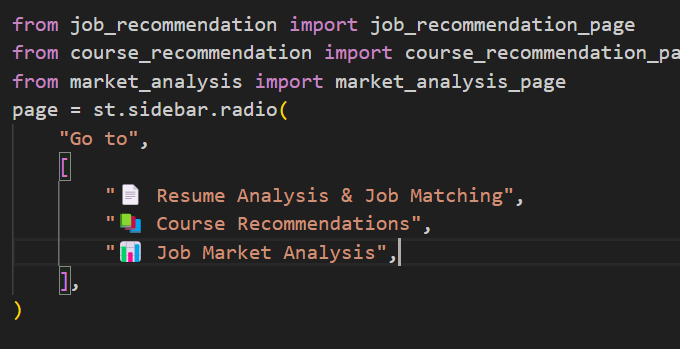 from job_recommendation import job_recommendation_page
from course_recommendation import course_recommendation_pa
from market_analysis import market_analysis_page
page = st.sidebar.radio(
    "Go to",
    [
        "📄 Resume Analysis & Job Matching",
        "📚 Course Recommendations",
        "📊 Job Market Analysis",
    ],
)